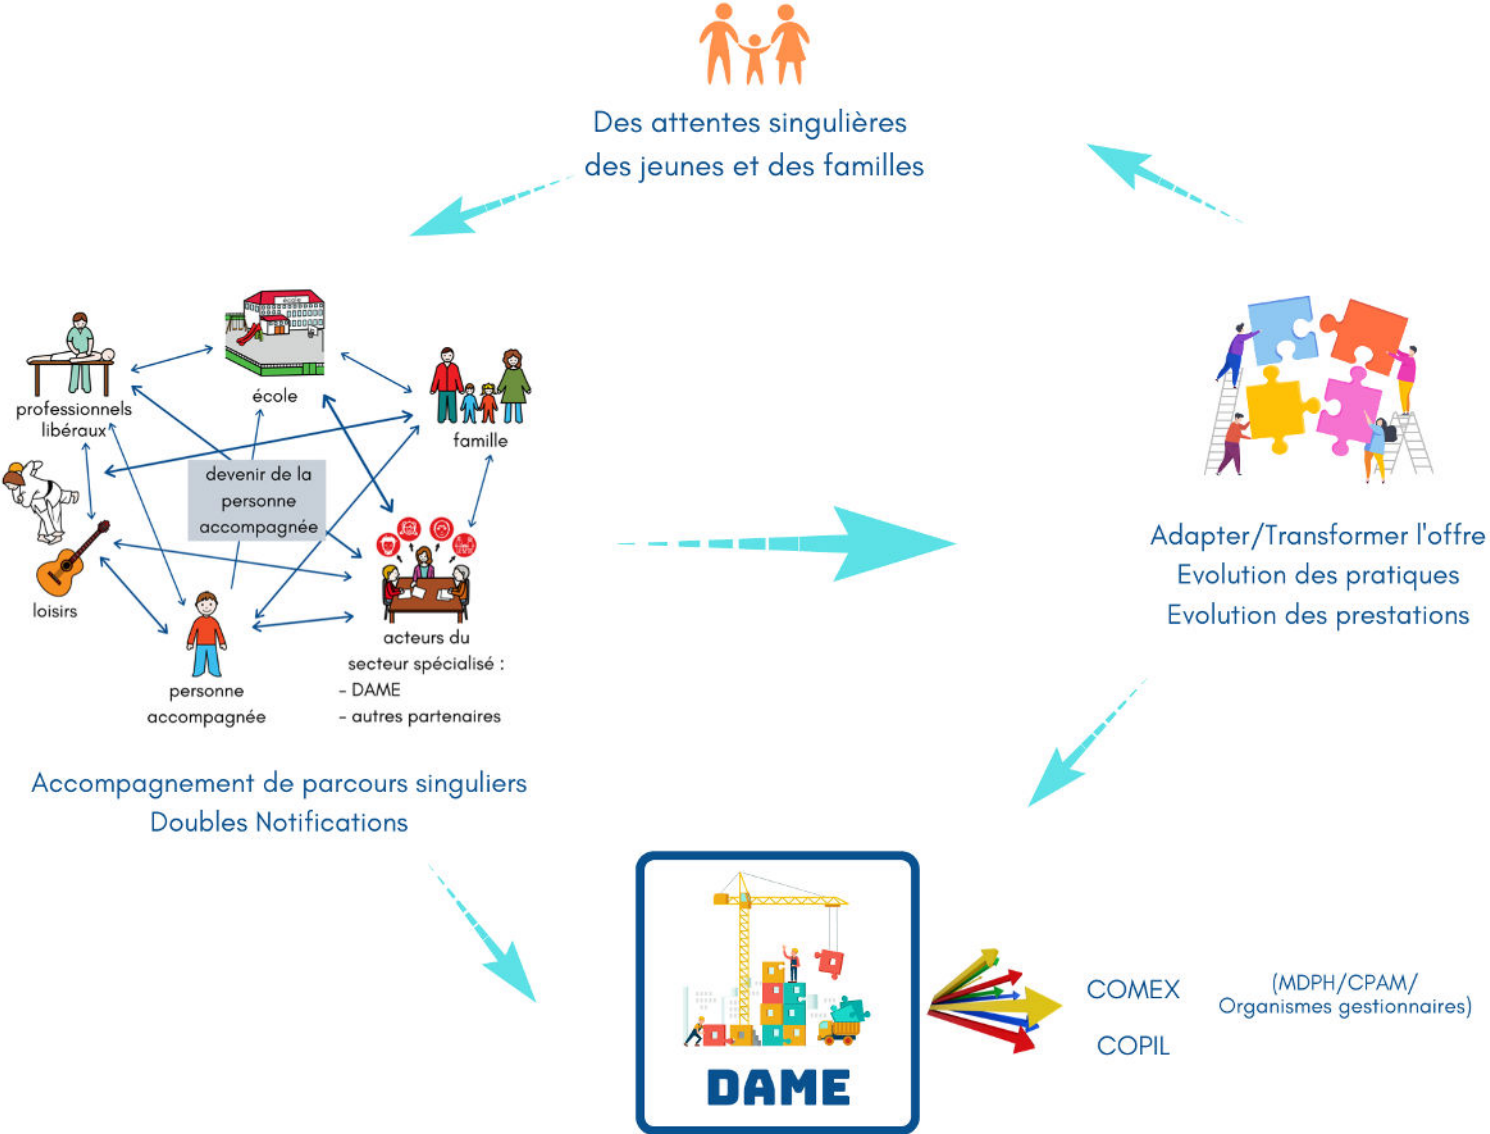 Des attentes singulières
des jeunes et des familles
école
école
professionnels
libéraux
famille
devenir de la
personne
accompagnée
loisirs
personne
accompagnée
acteurs du
secteur spécialisé :
- DAME
- autres partenaires
Accompagnement de parcours singuliers
Doubles Notifications
Adapter/Transformer l'offre
Evolution des pratiques
Evolution des prestations
DAME
COMEX
(MDPH/CPAM/
Organismes gestionnaires)
COPIL